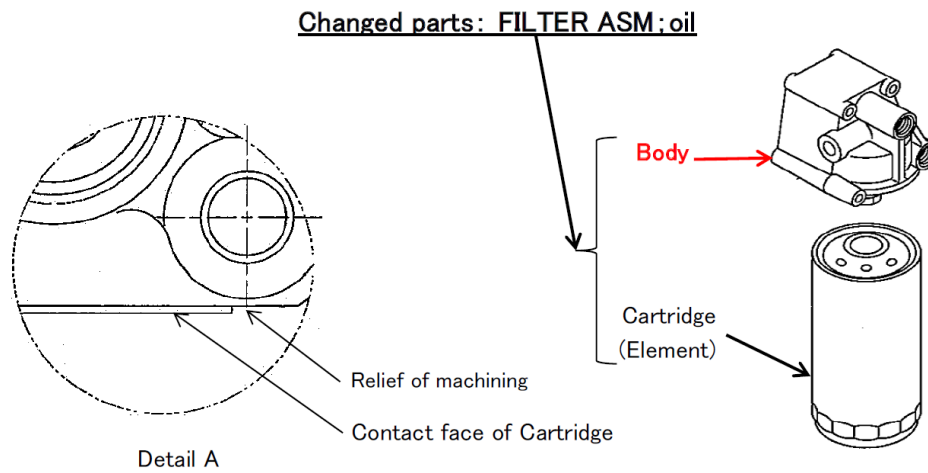 Changed parts: FILTER ASM;oil
Body
Cartridge
(Element)
Relief of machining
Contact face of Cartridge
Detail A